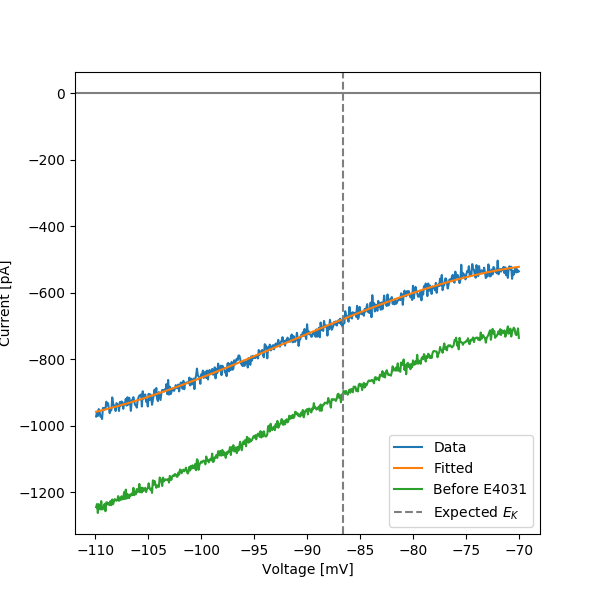 0
−200
−400
−600
−800
−1000
−1200
Current [pA]
−110
−105
−100
−95
−90
−85
−80
−75
−70
Voltage [mV]
Data
Fitted
Before E4031
Expected E_K